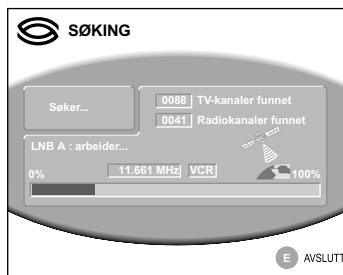 SØKING
Søker...
0088 TV-kanaler funnet
0041 Radiokanaler funnet
LNB A : arbeider...
0% 11.661 MHz VCR 100%
E AVSLUTT